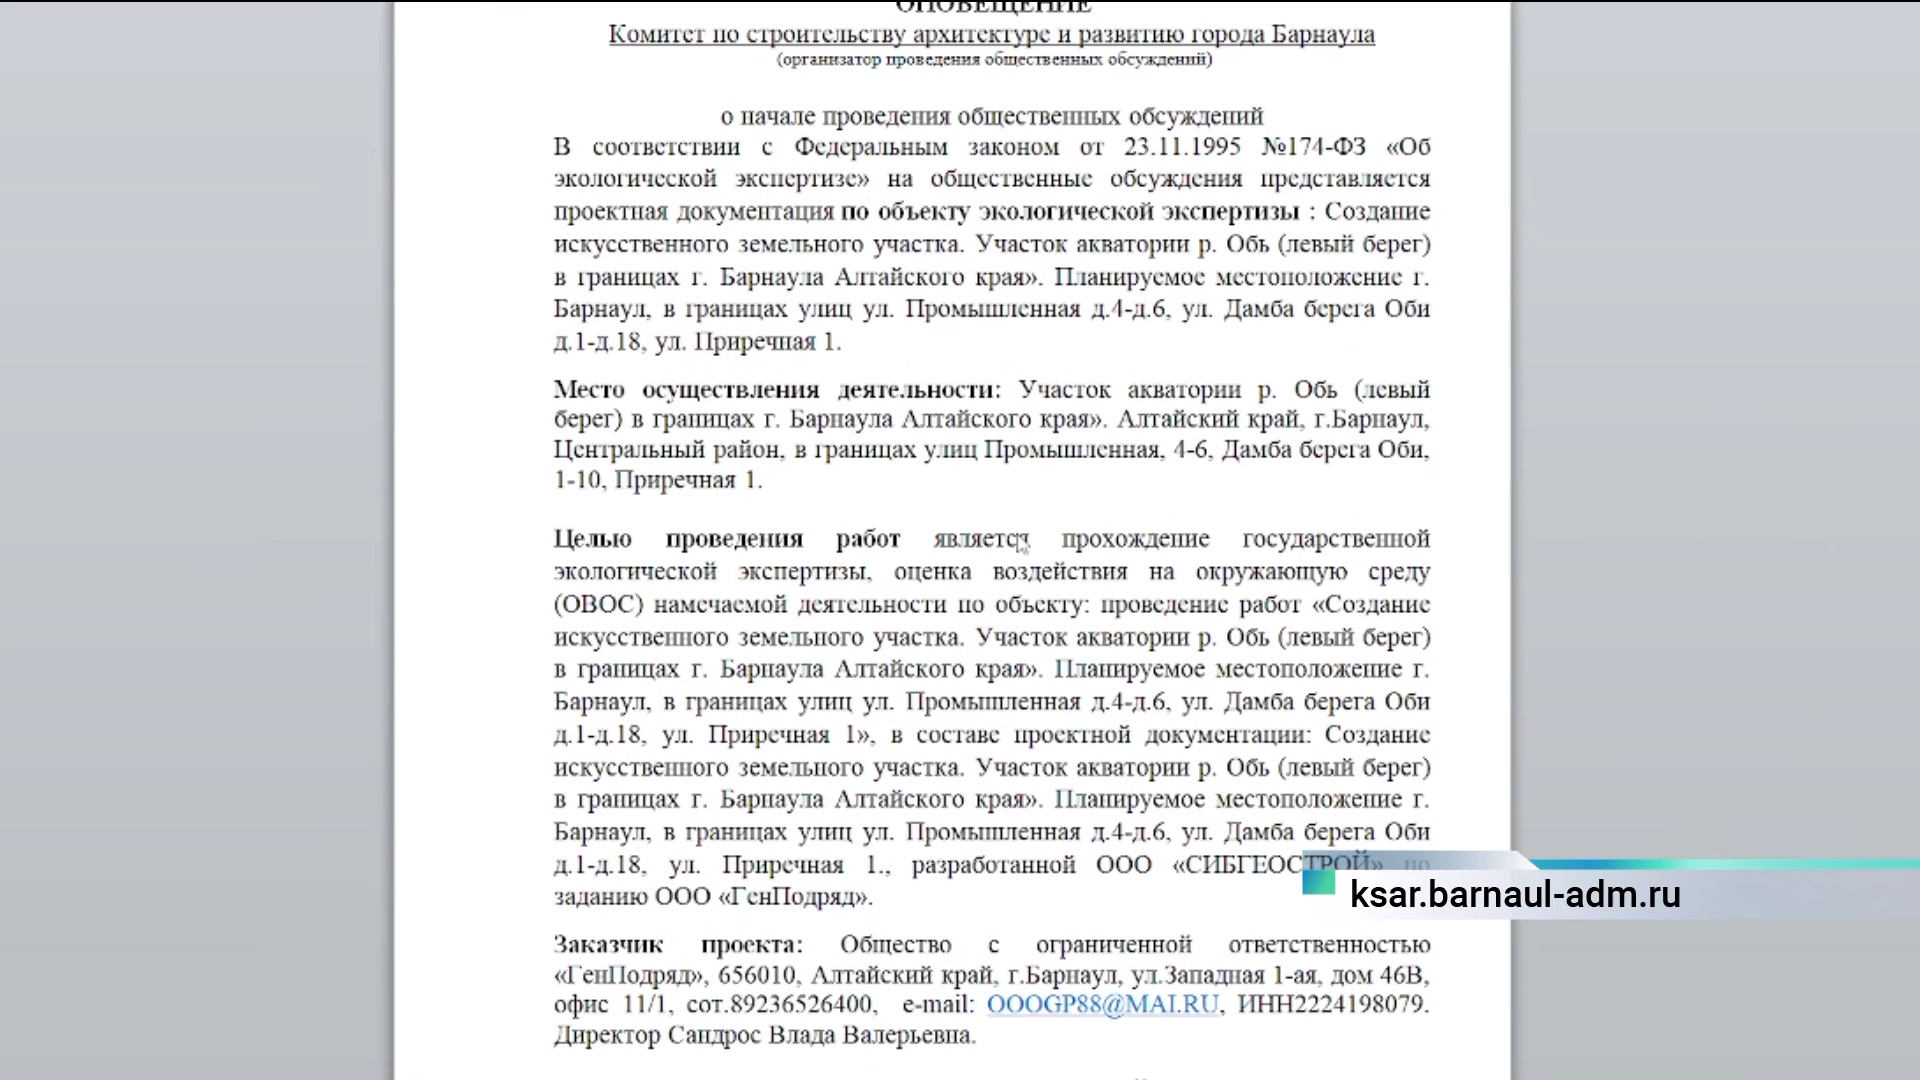 ОПОВЕЩЕНИЕ
Комитет по строительству архитектуре и развитию города Барнаула
(организатор проведения общественных обсуждений)
о начале проведения общественных обсуждений
В соответствии с Федеральным законом от 23.11.1995 №174-ФЗ «Об
экологической экспертизе» на общественные обсуждения представляется
проектная документация по объекту экологической экспертизы : Создание
искусственного земельного участка. Участок акватории р. Обь (левый берег)
в границах г. Барнаула Алтайского края». Планируемое местоположение г.
Барнаул, в границах улиц ул. Промышленная д.4-д.6, ул. Дамба берега Оби
д.1-д.18, ул. Приречная 1.
Место осуществления деятельности: Участок акватории р. Обь (левый
берег) в границах г. Барнаула Алтайского края». Алтайский край, г.Барнаул,
Центральный район, в границах улиц Промышленная, 4-6, Дамба берега Оби,
1-10, Приречная 1.
Целью проведения работ является прохождение государственной
экологической экспертизы, оценка воздействия на окружающую среду
(ОВОС) намечаемой деятельности по объекту: проведение работ «Создание
искусственного земельного участка. Участок акватории р. Обь (левый берег)
в границах г. Барнаула Алтайского края». Планируемое местоположение г.
Барнаул, в границах улиц ул. Промышленная д.4-д.6, ул. Дамба берега Оби
д.1-д.18, ул. Приречная 1», в составе проектной документации: Создание
искусственного земельного участка. Участок акватории р. Обь (левый берег)
в границах г. Барнаула Алтайского края». Планируемое местоположение г.
Барнаул, в границах улиц ул. Промышленная д.4-д.6, ул. Дамба берега Оби
д.1-д.18, ул. Приречная 1., разработанной ООО «СИБГЕОСТРОЙ» по
заданию ООО «ГенПодряд».
ksar.barnaul-adm.ru
Заказчик проекта: Общество с ограниченной ответственностью
«ГенПодряд», 656010, Алтайский край, г.Барнаул, ул.Западная 1-ая, дом 46В,
офис 11/1, сот.89236526400, e-mail: OOOGP88@MAI.RU, ИНН2224198079.
Директор Сандрос Влада Валерьевна.